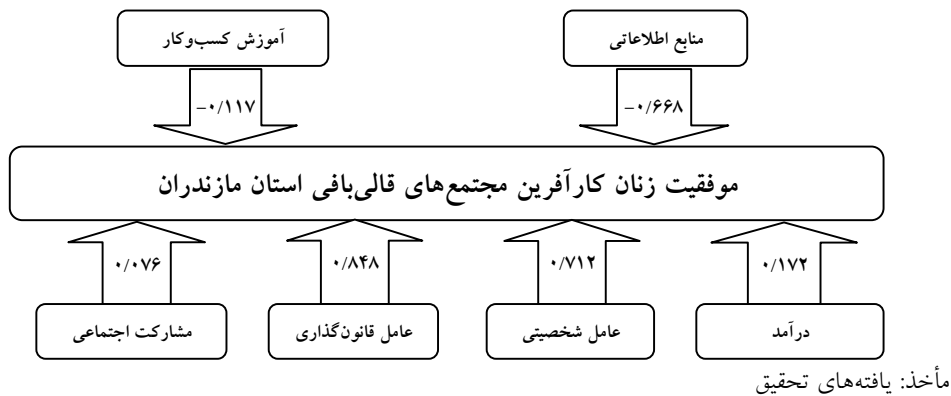 منابع اطلاعاتی
آموزش کسب‌وکار
-۰/۶۶۸
-۰/۱۱۷
موفقیت زنان کارآفرین مجتمع‌های قالی‌بافی استان مازندران
۰/۱۷۲
۰/۷۱۲
۰/۸۴۸
۰/۰۷۶
درآمد
عامل شخصیتی
عامل قانون‌گذاری
مشارکت اجتماعی
مأخذ: یافته‌های تحقیق